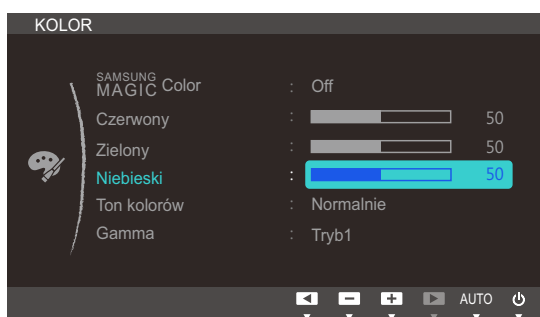 KOLOR
SAMSUNG MAGIC Color : Off
Czerwony : 50
Zielony : 50
Niebieski : 50
Ton kolorów : Normalnie
Gamma : Tryb1
AUTO